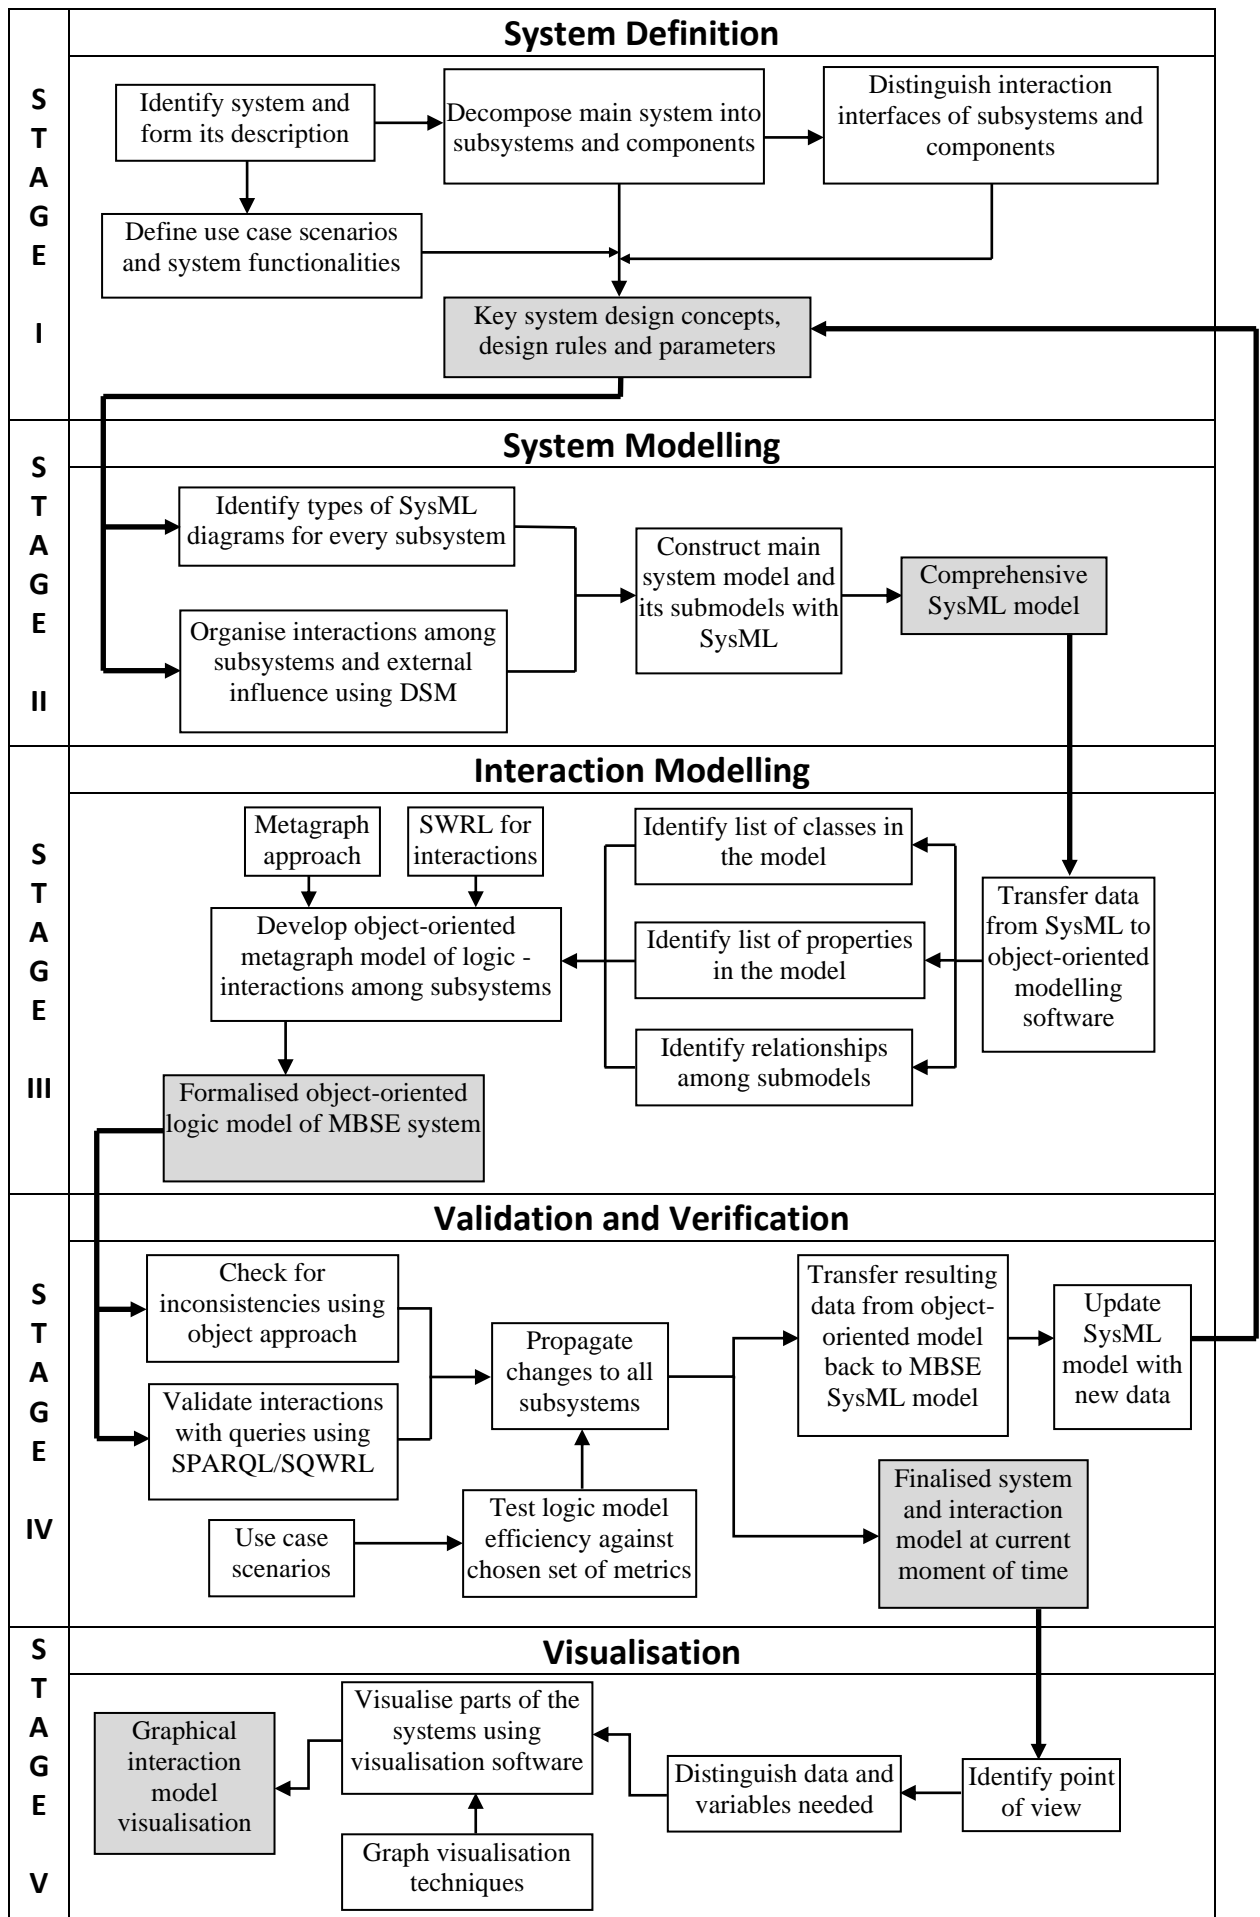 System Definition
S
T
A
G
E
I
Identify system and
form its description
Decompose main system into
subsystems and components
Distinguish interaction
interfaces of subsystems and
components
Define use case scenarios
and system functionalities
Key system design concepts,
design rules and parameters
System Modelling
S
T
A
G
E
II
Identify types of SysML
diagrams for every subsystem
Organise interactions among
subsystems and external
influence using DSM
Construct main
system model and
its submodels with
SysML
Comprehensive
SysML model
Interaction Modelling
S
T
A
G
E
III
Metagraph
approach
SWRL for
interactions
Identify list of classes in
the model
Develop object-oriented
metagraph model of logic -
interactions among subsystems
Identify list of properties
in the model
Transfer data
from SysML to
object-oriented
modelling
software
Identify relationships
among submodels
Formalised object-oriented
logic model of MBSE system
Validation and Verification
S
T
A
G
E
IV
Check for
inconsistencies using
object approach
Validate interactions
with queries using
SPARQL/SQWRL
Propagate
changes to all
subsystems
Transfer resulting
data from object-
oriented model
back to MBSE
SysML model
Update
SysML
model with
new data
Use case
scenarios
Test logic model
efficiency against
chosen set of metrics
Finalised system
and interaction
model at current
moment of time
Visualisation
S
T
A
G
E
V
Graphical
interaction
model
visualisation
Visualise parts of the
systems using
visualisation software
Distinguish data and
variables needed
Identify point
of view
Graph visualisation
techniques